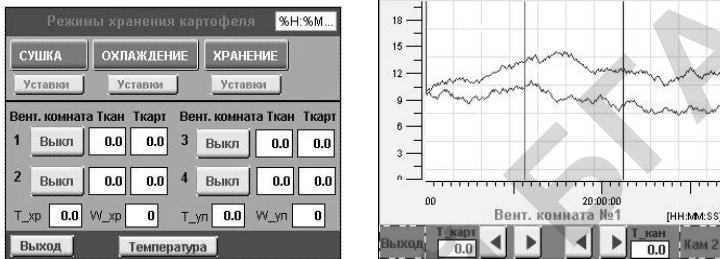 Режимы хранения картофеля %H:%M...
СУШКА ОХЛАЖДЕНИЕ ХРАНЕНИЕ
Уставки Уставки Уставки
Вент. комната Ткан Ткарт Вент. комната Ткан Ткарт
1 Выкл 0.0 0.0 3 Выкл 0.0 0.0
2 Выкл 0.0 0.0 4 Выкл 0.0 0.0
T_хр 0.0 W_хр 0 T_ул 0.0 W_ул 0
Выход Температура
18
15
12
9
6
3
0
00 20:00:00 [HH:MM:SS]
Вент. комната №1
Выход Т_карт 0.0 Т_кан 0.0 Кам 2
БГА